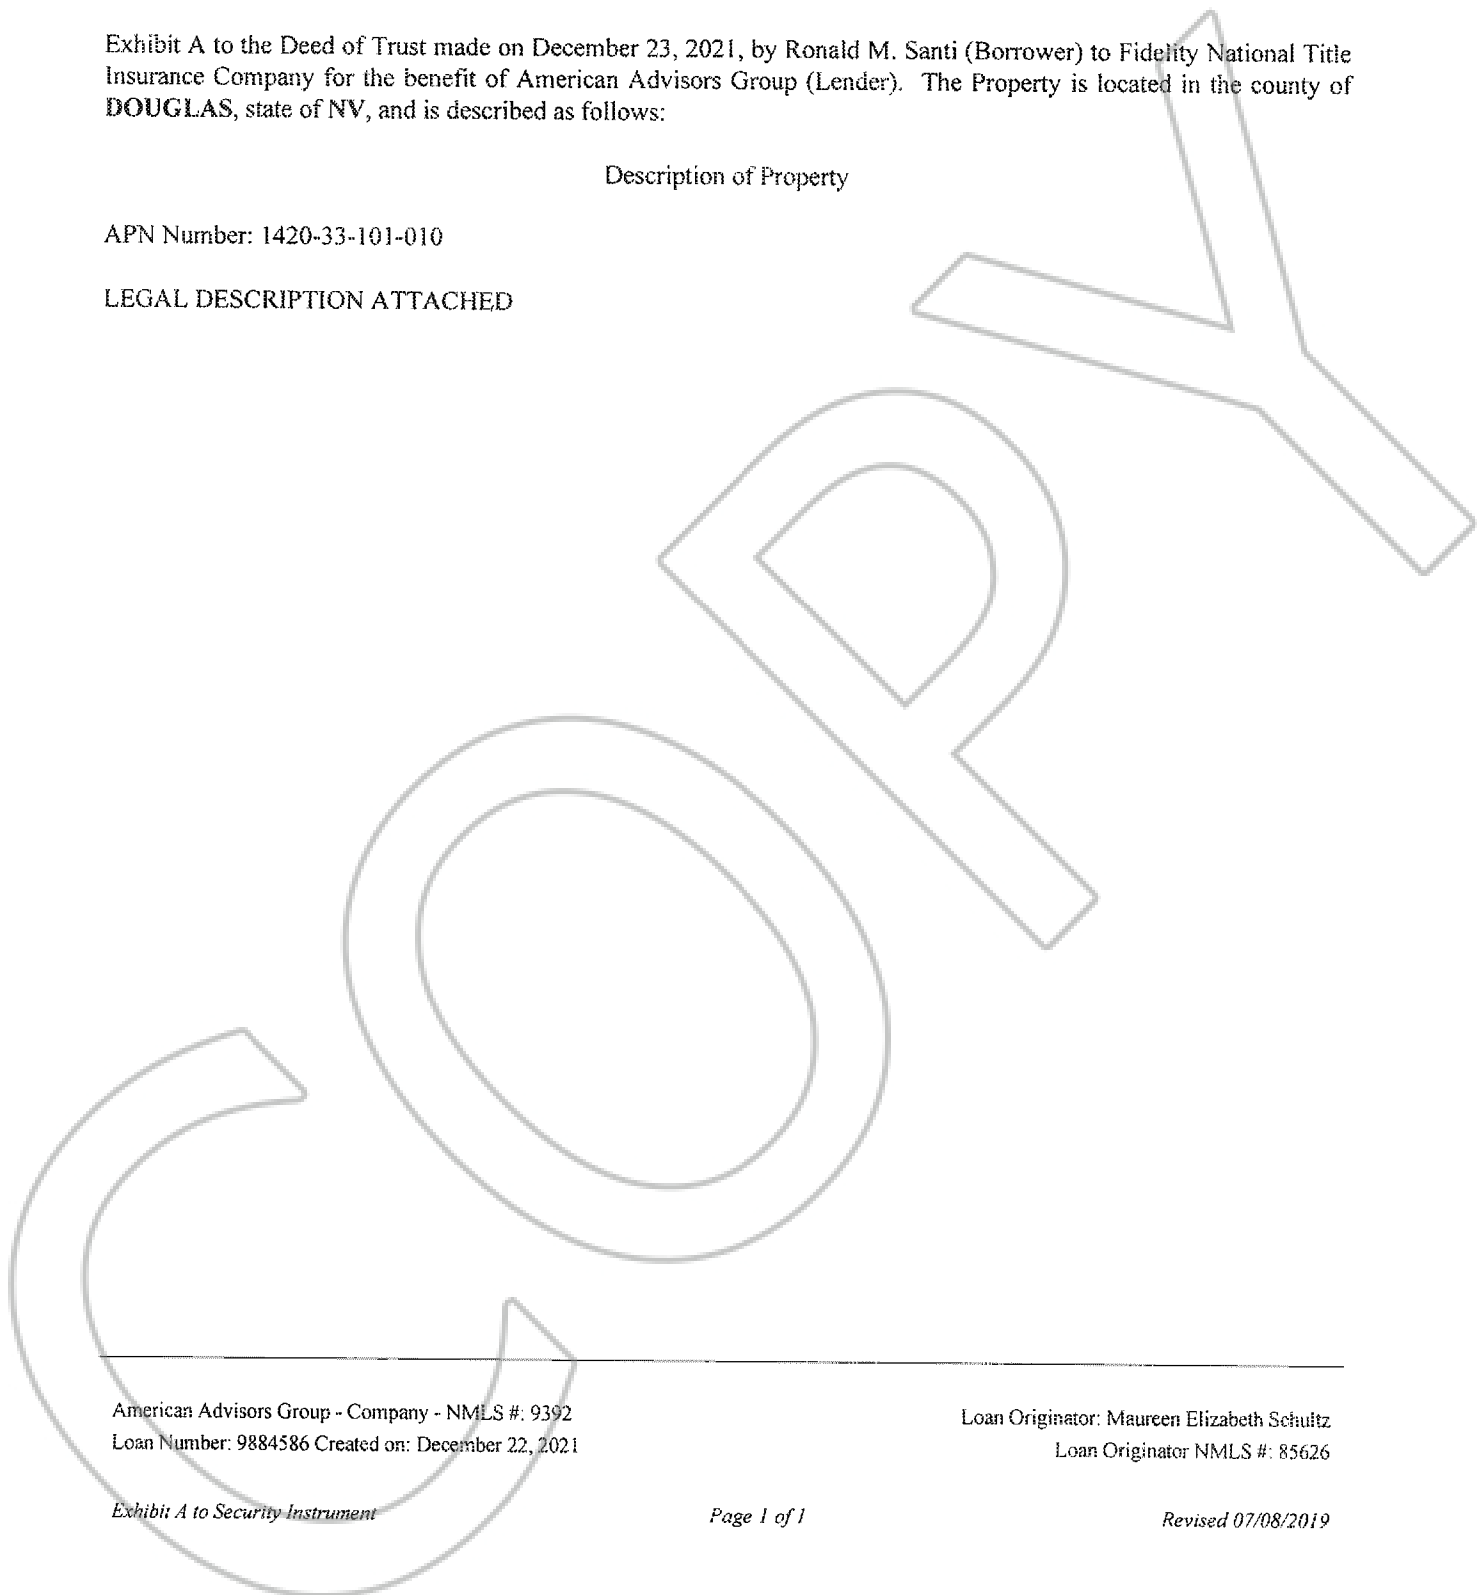 Exhibit A to the Deed of Trust made on December 23, 2021, by Ronald M. Santi (Borrower) to Fidelity National Title
Insurance Company for the benefit of American Advisors Group (Lender). The Property is located in the county of
DOUGLAS, state of NV, and is described as follows:
Description of Property
APN Number: 1420-33-101-010
LEGAL DESCRIPTION ATTACHED
COPY
American Advisors Group - Company - NMLS #: 9392
Loan Originator: Maureen Elizabeth Schultz
Loan Number: 9884586 Created on: December 22, 2021
Loan Originator NMLS #: 85626
Exhibit A to Security Instrument
Page 1 of 1
Revised 07/08/2019